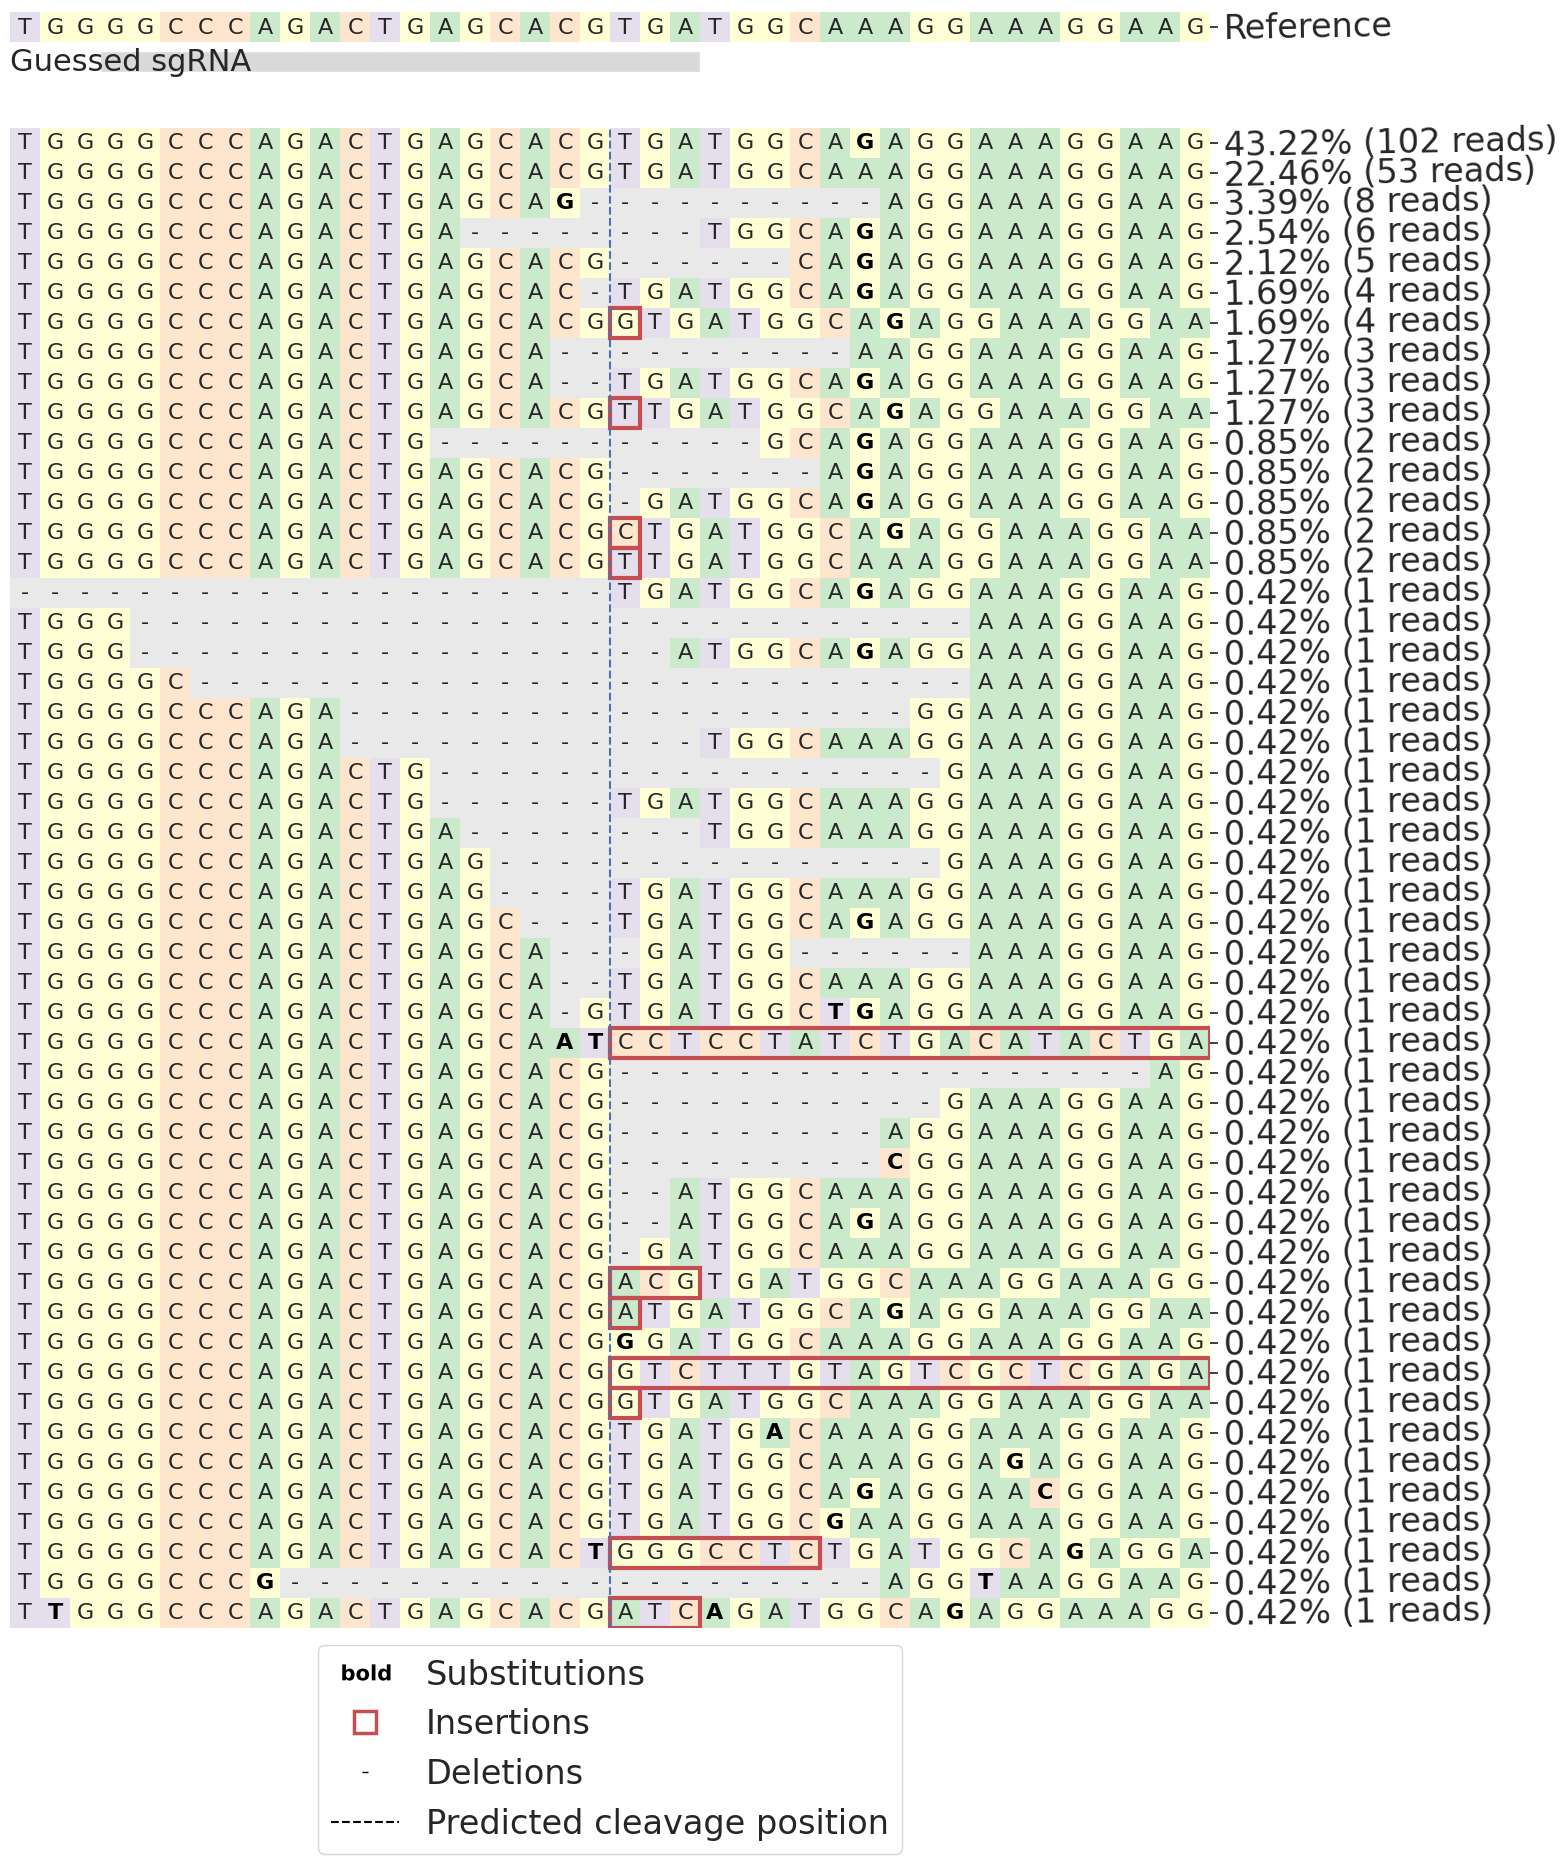 TGGGGCCCAGACTGAGCACGTGATGGCAAAGGAAAGGAAG Reference
Guessed sgRNA
TGGGGCCCAGACTGAGCACGTGATGGCAGAGGAAAGGAAG 43.22% (102 reads)
TGGGGCCCAGACTGAGCACGTGATGGCAAAGGAAAGGAAG 22.46% (53 reads)
TGGGGCCCAGACTGAGCAG----------AGGAAAGGAAG 3.39% (8 reads)
TGGGGCCCAGACTGA--------TGGCAGAGGAAAGGAAG 2.54% (6 reads)
TGGGGCCCAGACTGAGCACG------CAGAGGAAAGGAAG 2.12% (5 reads)
TGGGGCCCAGACTGAGCAC-TGATGGCAGAGGAAAGGAAG 1.69% (4 reads)
TGGGGCCCAGACTGAGCACGGTGATGGCAGAGGAAAGGAA 1.69% (4 reads)
TGGGGCCCAGACTGAGCA----------AAGGAAAGGAAG 1.27% (3 reads)
TGGGGCCCAGACTGAGCA--TGATGGCAGAGGAAAGGAAG 1.27% (3 reads)
TGGGGCCCAGACTGAGCACGTTGATGGCAGAGGAAAGGAA 1.27% (3 reads)
TGGGGCCCAGACTG-----------GCAGAGGAAAGGAAG 0.85% (2 reads)
TGGGGCCCAGACTGAGCACG-------AGAGGAAAGGAAG 0.85% (2 reads)
TGGGGCCCAGACTGAGCACG-GATGGCAGAGGAAAGGAAG 0.85% (2 reads)
TGGGGCCCAGACTGAGCACGCTGATGGCAGAGGAAAGGAA 0.85% (2 reads)
TGGGGCCCAGACTGAGCACGTTGATGGCAAAGGAAAGGAA 0.85% (2 reads)
--------------------TGATGGCAGAGGAAAGGAAG 0.42% (1 reads)
TGGG----------------------------AAAGGAAG 0.42% (1 reads)
TGGG------------------ATGGCAGAGGAAAGGAAG 0.42% (1 reads)
TGGGGC--------------------------AAAGGAAG 0.42% (1 reads)
TGGGGCCCAGA-------------------GGAAAGGAAG 0.42% (1 reads)
TGGGGCCCAGA------------TGGCAAAGGAAAGGAAG 0.42% (1 reads)
TGGGGCCCAGACTG-----------------GAAAGGAAG 0.42% (1 reads)
TGGGGCCCAGACTG------TGATGGCAAAGGAAAGGAAG 0.42% (1 reads)
TGGGGCCCAGACTGA--------TGGCAAAGGAAAGGAAG 0.42% (1 reads)
TGGGGCCCAGACTGAG---------------GAAAGGAAG 0.42% (1 reads)
TGGGGCCCAGACTGAG----TGATGGCAAAGGAAAGGAAG 0.42% (1 reads)
TGGGGCCCAGACTGAGC---TGATGGCAGAGGAAAGGAAG 0.42% (1 reads)
TGGGGCCCAGACTGAGCA---GATGG------AAAGGAAG 0.42% (1 reads)
TGGGGCCCAGACTGAGCA--TGATGGCAAAGGAAAGGAAG 0.42% (1 reads)
TGGGGCCCAGACTGAGCA-GTGATGGCTGAGGAAAGGAAG 0.42% (1 reads)
TGGGGCCCAGACTGAGCAATCCTCCTATCTGACATACTGA 0.42% (1 reads)
TGGGGCCCAGACTGAGCACG------------------AG 0.42% (1 reads)
TGGGGCCCAGACTGAGCACG-----------GAAAGGAAG 0.42% (1 reads)
TGGGGCCCAGACTGAGCACG---------AGGAAAGGAAG 0.42% (1 reads)
TGGGGCCCAGACTGAGCACG---------CGGAAAGGAAG 0.42% (1 reads)
TGGGGCCCAGACTGAGCACG--ATGGCAAAGGAAAGGAAG 0.42% (1 reads)
TGGGGCCCAGACTGAGCACG--ATGGCAGAGGAAAGGAAG 0.42% (1 reads)
TGGGGCCCAGACTGAGCACG-GATGGCAAAGGAAAGGAAG 0.42% (1 reads)
TGGGGCCCAGACTGAGCACGACGTGATGGCAAAGGAAAGG 0.42% (1 reads)
TGGGGCCCAGACTGAGCACGATGATGGCAGAGGAAAGGAA 0.42% (1 reads)
TGGGGCCCAGACTGAGCACGGGATGGCAAAGGAAAGGAAG 0.42% (1 reads)
TGGGGCCCAGACTGAGCACGGTCTTTGTAGTCGCTCGAGA 0.42% (1 reads)
TGGGGCCCAGACTGAGCACGGTGATGGCAAAGGAAAGGAA 0.42% (1 reads)
TGGGGCCCAGACTGAGCACGTGATGACAAAGGAAAGGAAG 0.42% (1 reads)
TGGGGCCCAGACTGAGCACGTGATGGCAAAGGAGAGGAAG 0.42% (1 reads)
TGGGGCCCAGACTGAGCACGTGATGGCAGAGGAACGGAAG 0.42% (1 reads)
TGGGGCCCAGACTGAGCACGTGATGGCGAAGGAAAGGAAG 0.42% (1 reads)
TGGGGCCCAGACTGAGCACTGGGCCTCTGATGGCAGAGGA 0.42% (1 reads)
TGGGGCCCG--------------------AGGTAAGGAAG 0.42% (1 reads)
TTGGGCCCAGACTGAGCACGATCAGATGGCAGAGGAAAGG 0.42% (1 reads)
bold Substitutions
Insertions
- Deletions
Predicted cleavage position